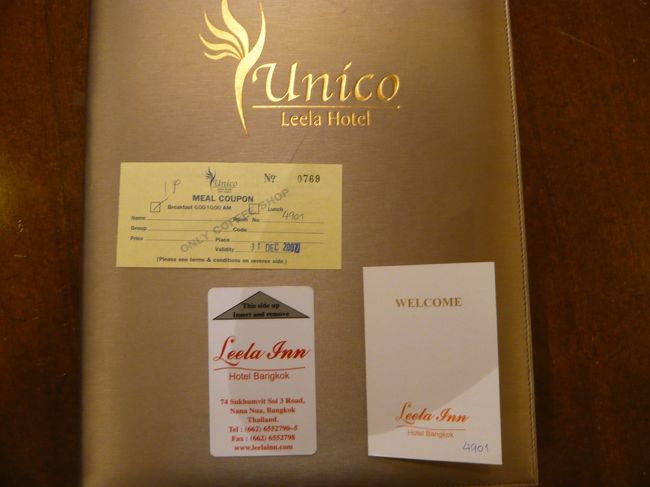 Unico
Leela Hotel
Unico
Nº 0769
MEAL COUPON
Breakfast 6.00-10.00 AM Lunch
Name Room No. 4901
Group Code
Price Place
Validity 31 DEC 2007
(Please see terms & conditions on reverse side.)
ONLY COFFEE SHOP
This side up
Insert and remove
Leela Inn
Hotel Bangkok
74 Sukhumvit Soi 3 Road,
Nana Nua, Bangkok
Thailand.
Tel : (662) 6552790-5
Fax : (662) 6552798
www.leelainn.com
WELCOME
Leela Inn
Hotel Bangkok
4901